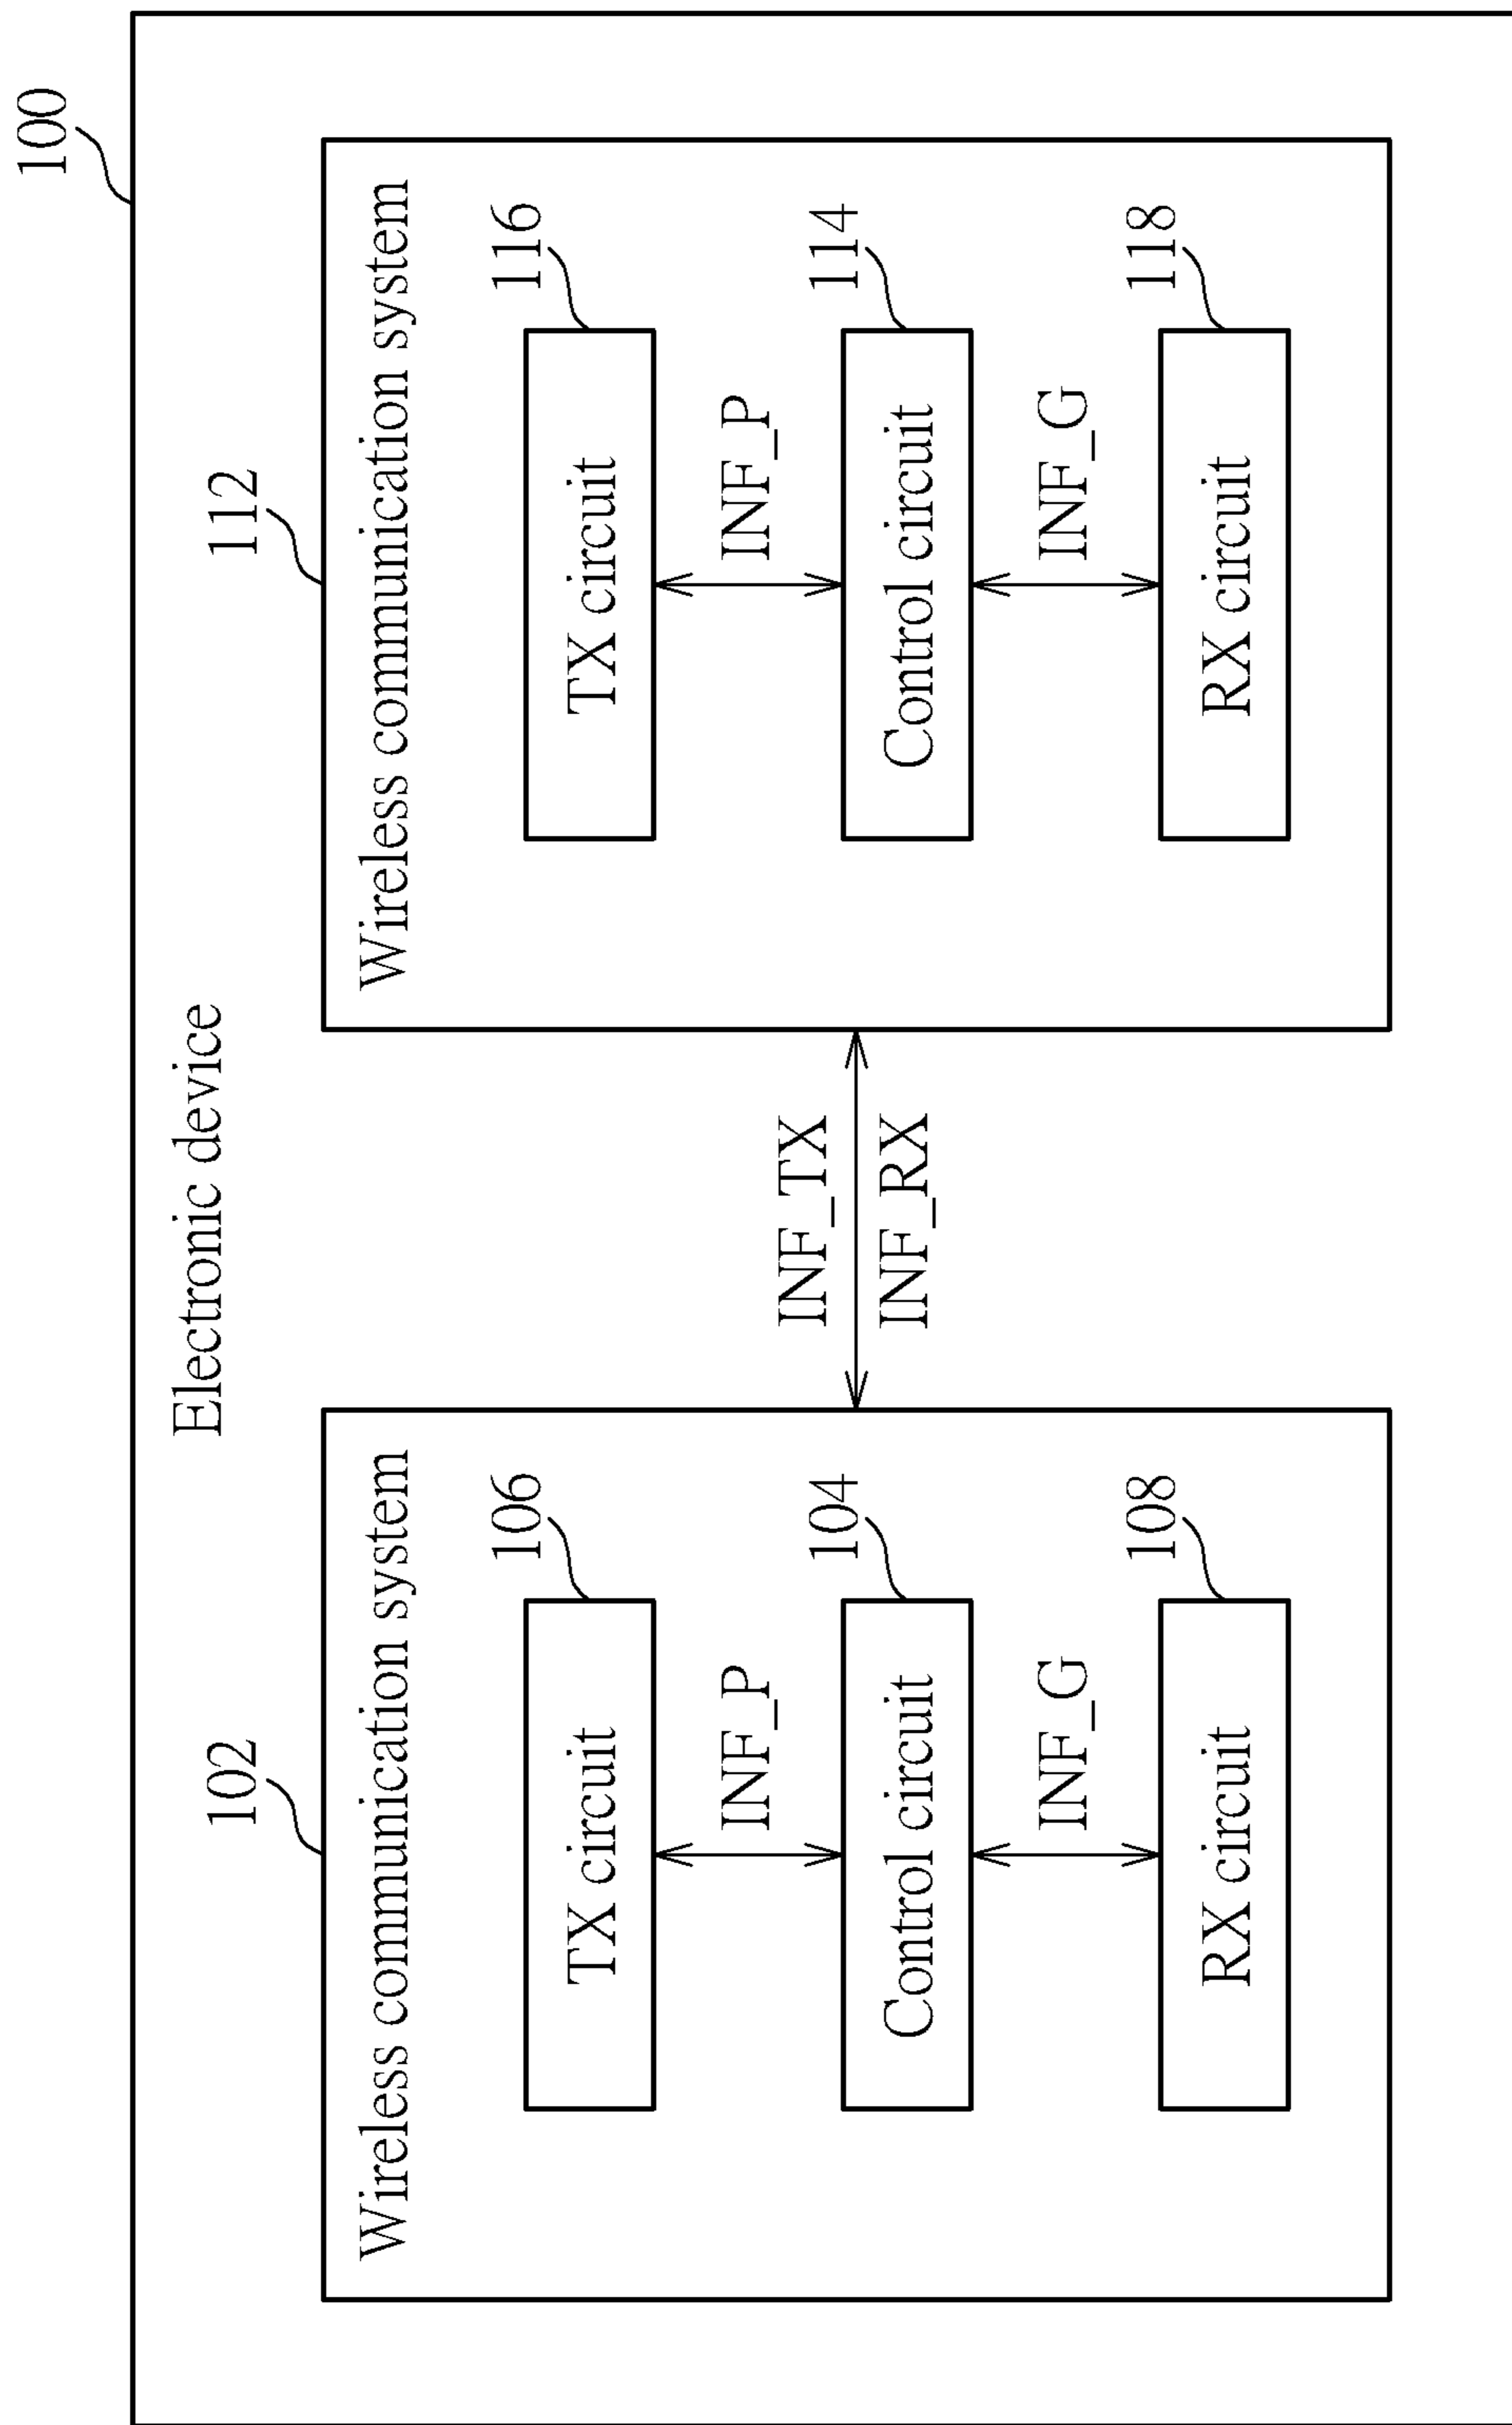 100
Electronic device
102
Wireless communication system
106
TX circuit
INF_P
104
Control circuit
INF_G
108
RX circuit
INF_TX
INF_RX
112
Wireless communication system
116
TX circuit
INF_P
114
Control circuit
INF_G
118
RX circuit